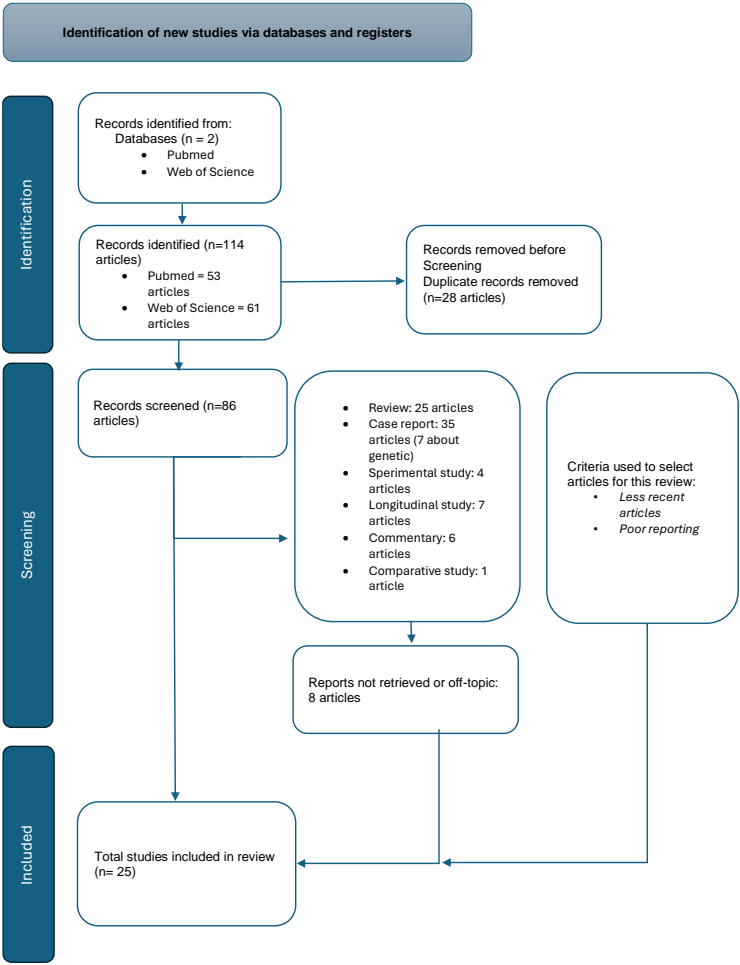 Identification of new studies via databases and registers
Identification
Records identified from:
Databases (n = 2)
• Pubmed
• Web of Science
Records identified (n=114
articles)
• Pubmed = 53
articles
• Web of Science = 61
articles
Records removed before
Screening
Duplicate records removed
(n=28 articles)
Screening
Records screened (n=86
articles)
• Review: 25 articles
• Case report: 35
articles (7 about
genetic)
• Sperimental study: 4
articles
• Longitudinal study: 7
articles
• Commentary: 6
articles
• Comparative study: 1
article
Criteria used to select
articles for this review:
• Less recent
articles
• Poor reporting
Reports not retrieved or off-topic:
8 articles
Included
Total studies included in review
(n= 25)